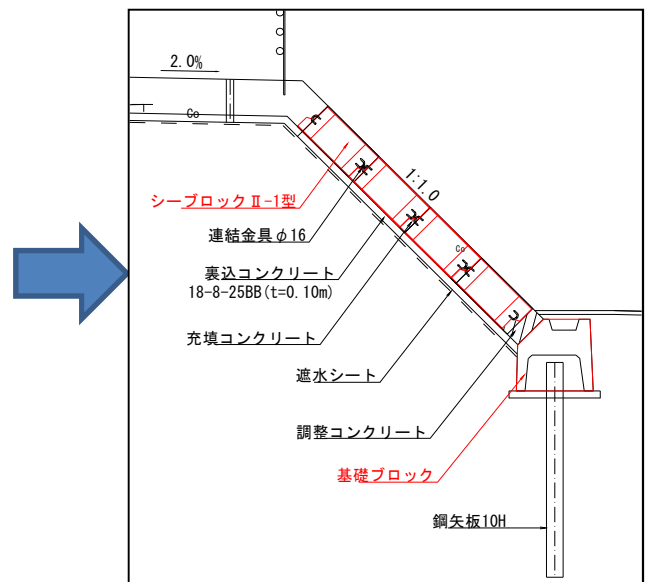 2.0%
Co
1:1.0
シーブロックⅡ-1型
連結金具φ16
Co
裏込コンクリート
18-8-25BB(t=0.10m)
充填コンクリート
遮水シート
調整コンクリート
基礎ブロック
鋼矢板10H